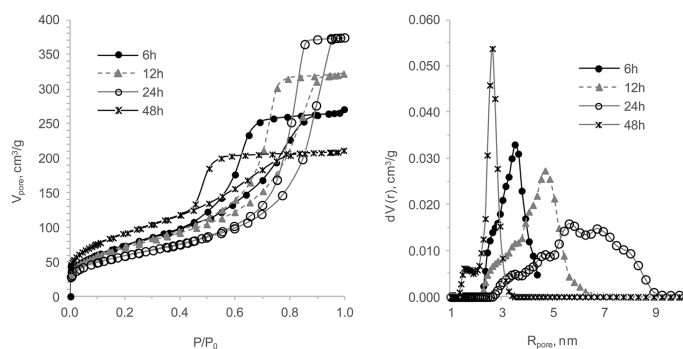 400
350
300
250
200
150
100
50
0
V_pore, cm³/g
6h
12h
24h
48h
0.0 0.2 0.4 0.6 0.8 1.0
P/P₀
0.060
0.050
0.040
0.030
0.020
0.010
0.000
dV (r), cm³/g
6h
12h
24h
48h
1 3 5 7 9
R_pore, nm